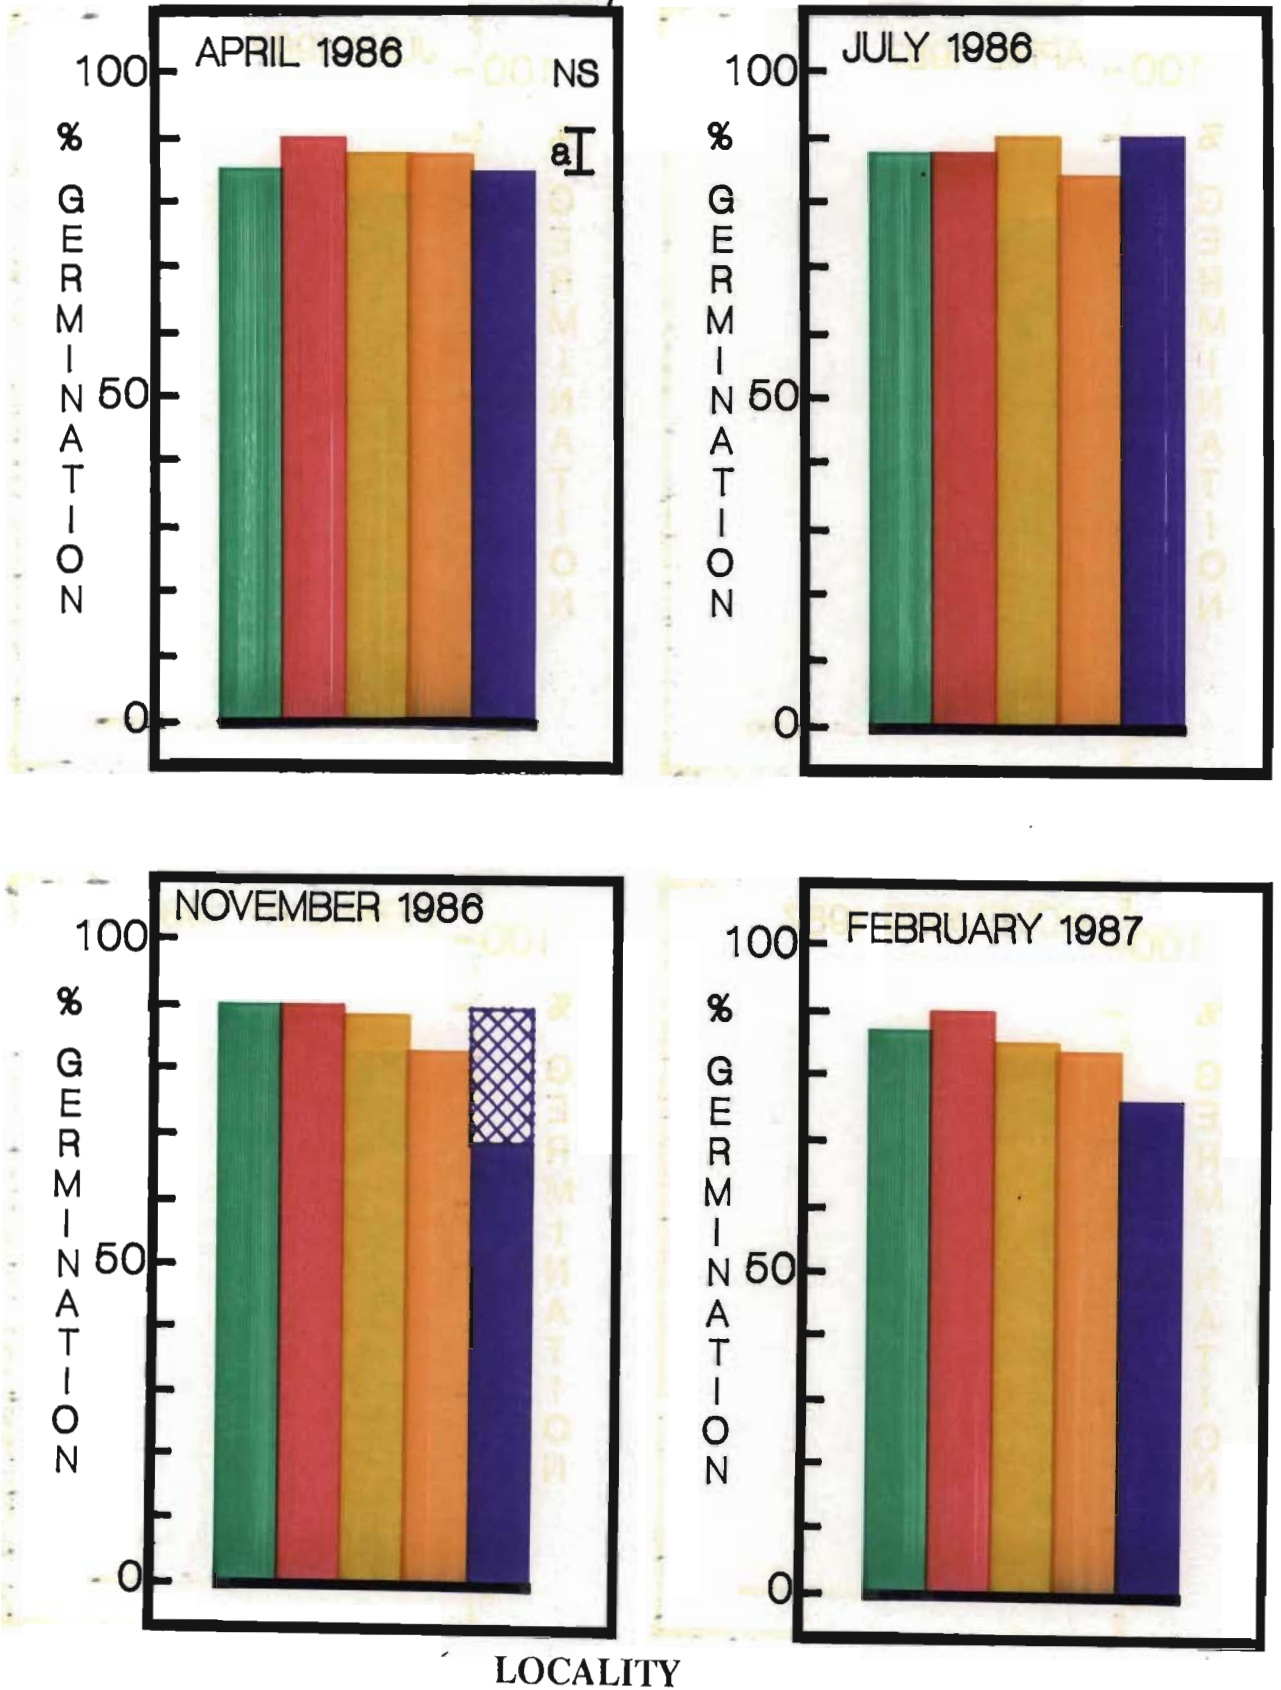 APRIL 1986
100
NS
a
% GERMINATION
50
0
JULY 1986
100
% GERMINATION
50
0
NOVEMBER 1986
100
% GERMINATION
50
0
FEBRUARY 1987
100
% GERMINATION
50
0
LOCALITY